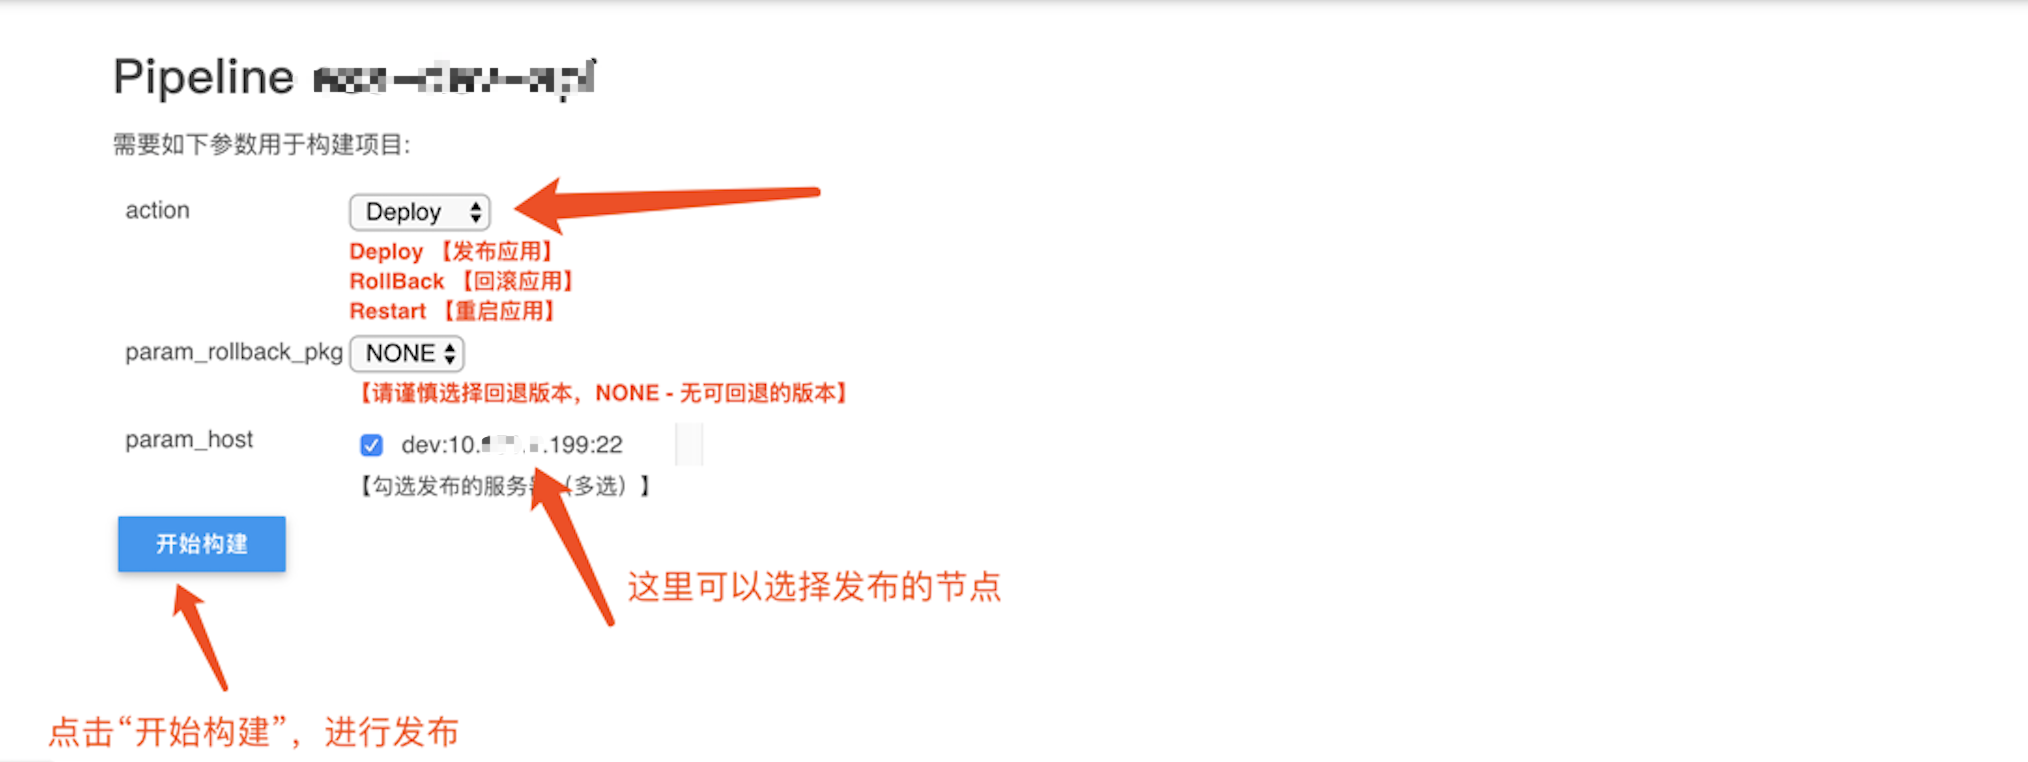 Pipeline
需要如下参数用于构建项目:
action
Deploy
Deploy 【发布应用】
RollBack 【回滚应用】
Restart 【重启应用】
param_rollback_pkg
NONE
【请谨慎选择回退版本，NONE - 无可回退的版本】
param_host
dev:10. .199:22
【勾选发布的服务 （多选）】
开始构建
这里可以选择发布的节点
点击“开始构建”，进行发布